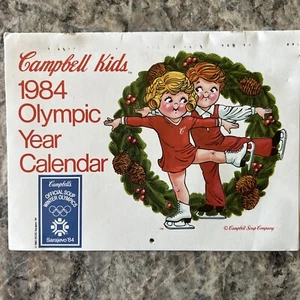 Campbell Kids
1984
Olympic
Year
Calendar
Campbell's
OFFICIAL SOUP
WINTER OLYMPICS
Sarajevo '84
C
© Campbell Soup Company